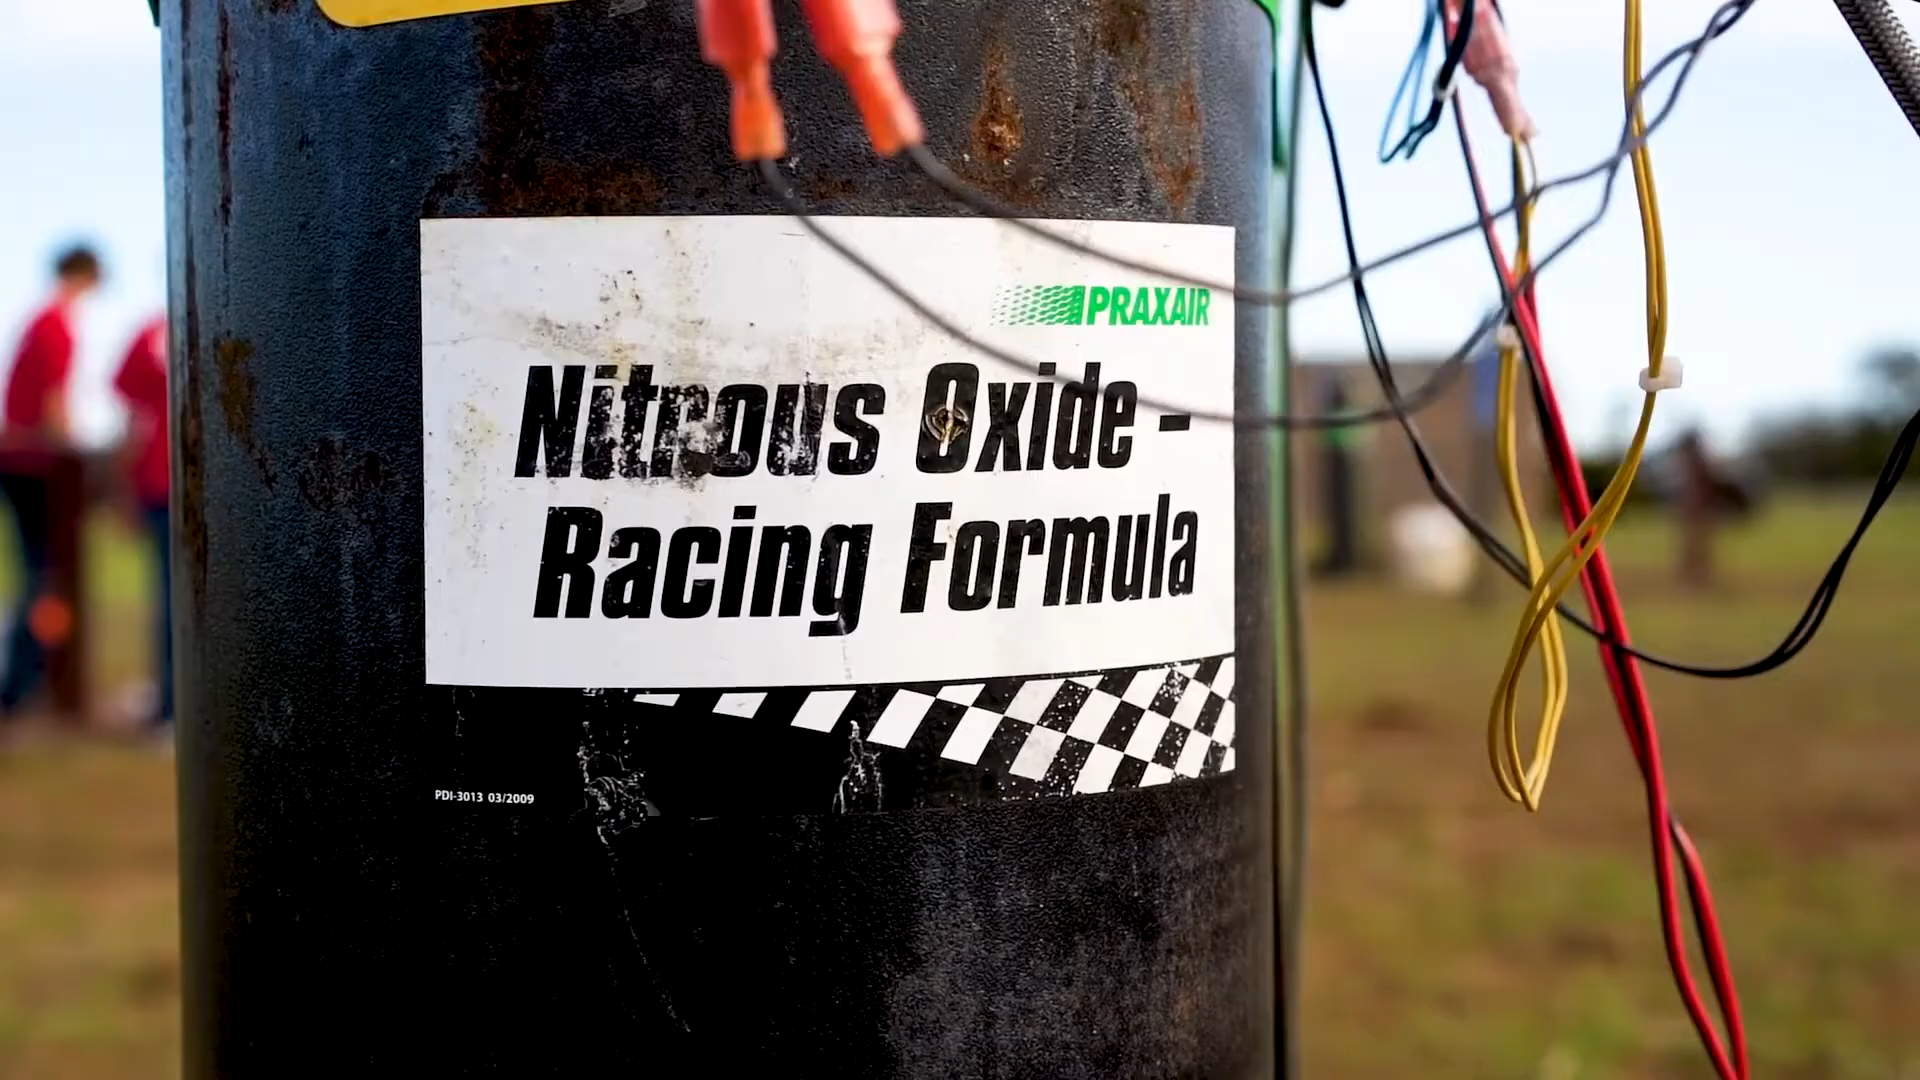 PRAXAIR
Nitrous Oxide -
Racing Formula
PDI-3013 03/2009